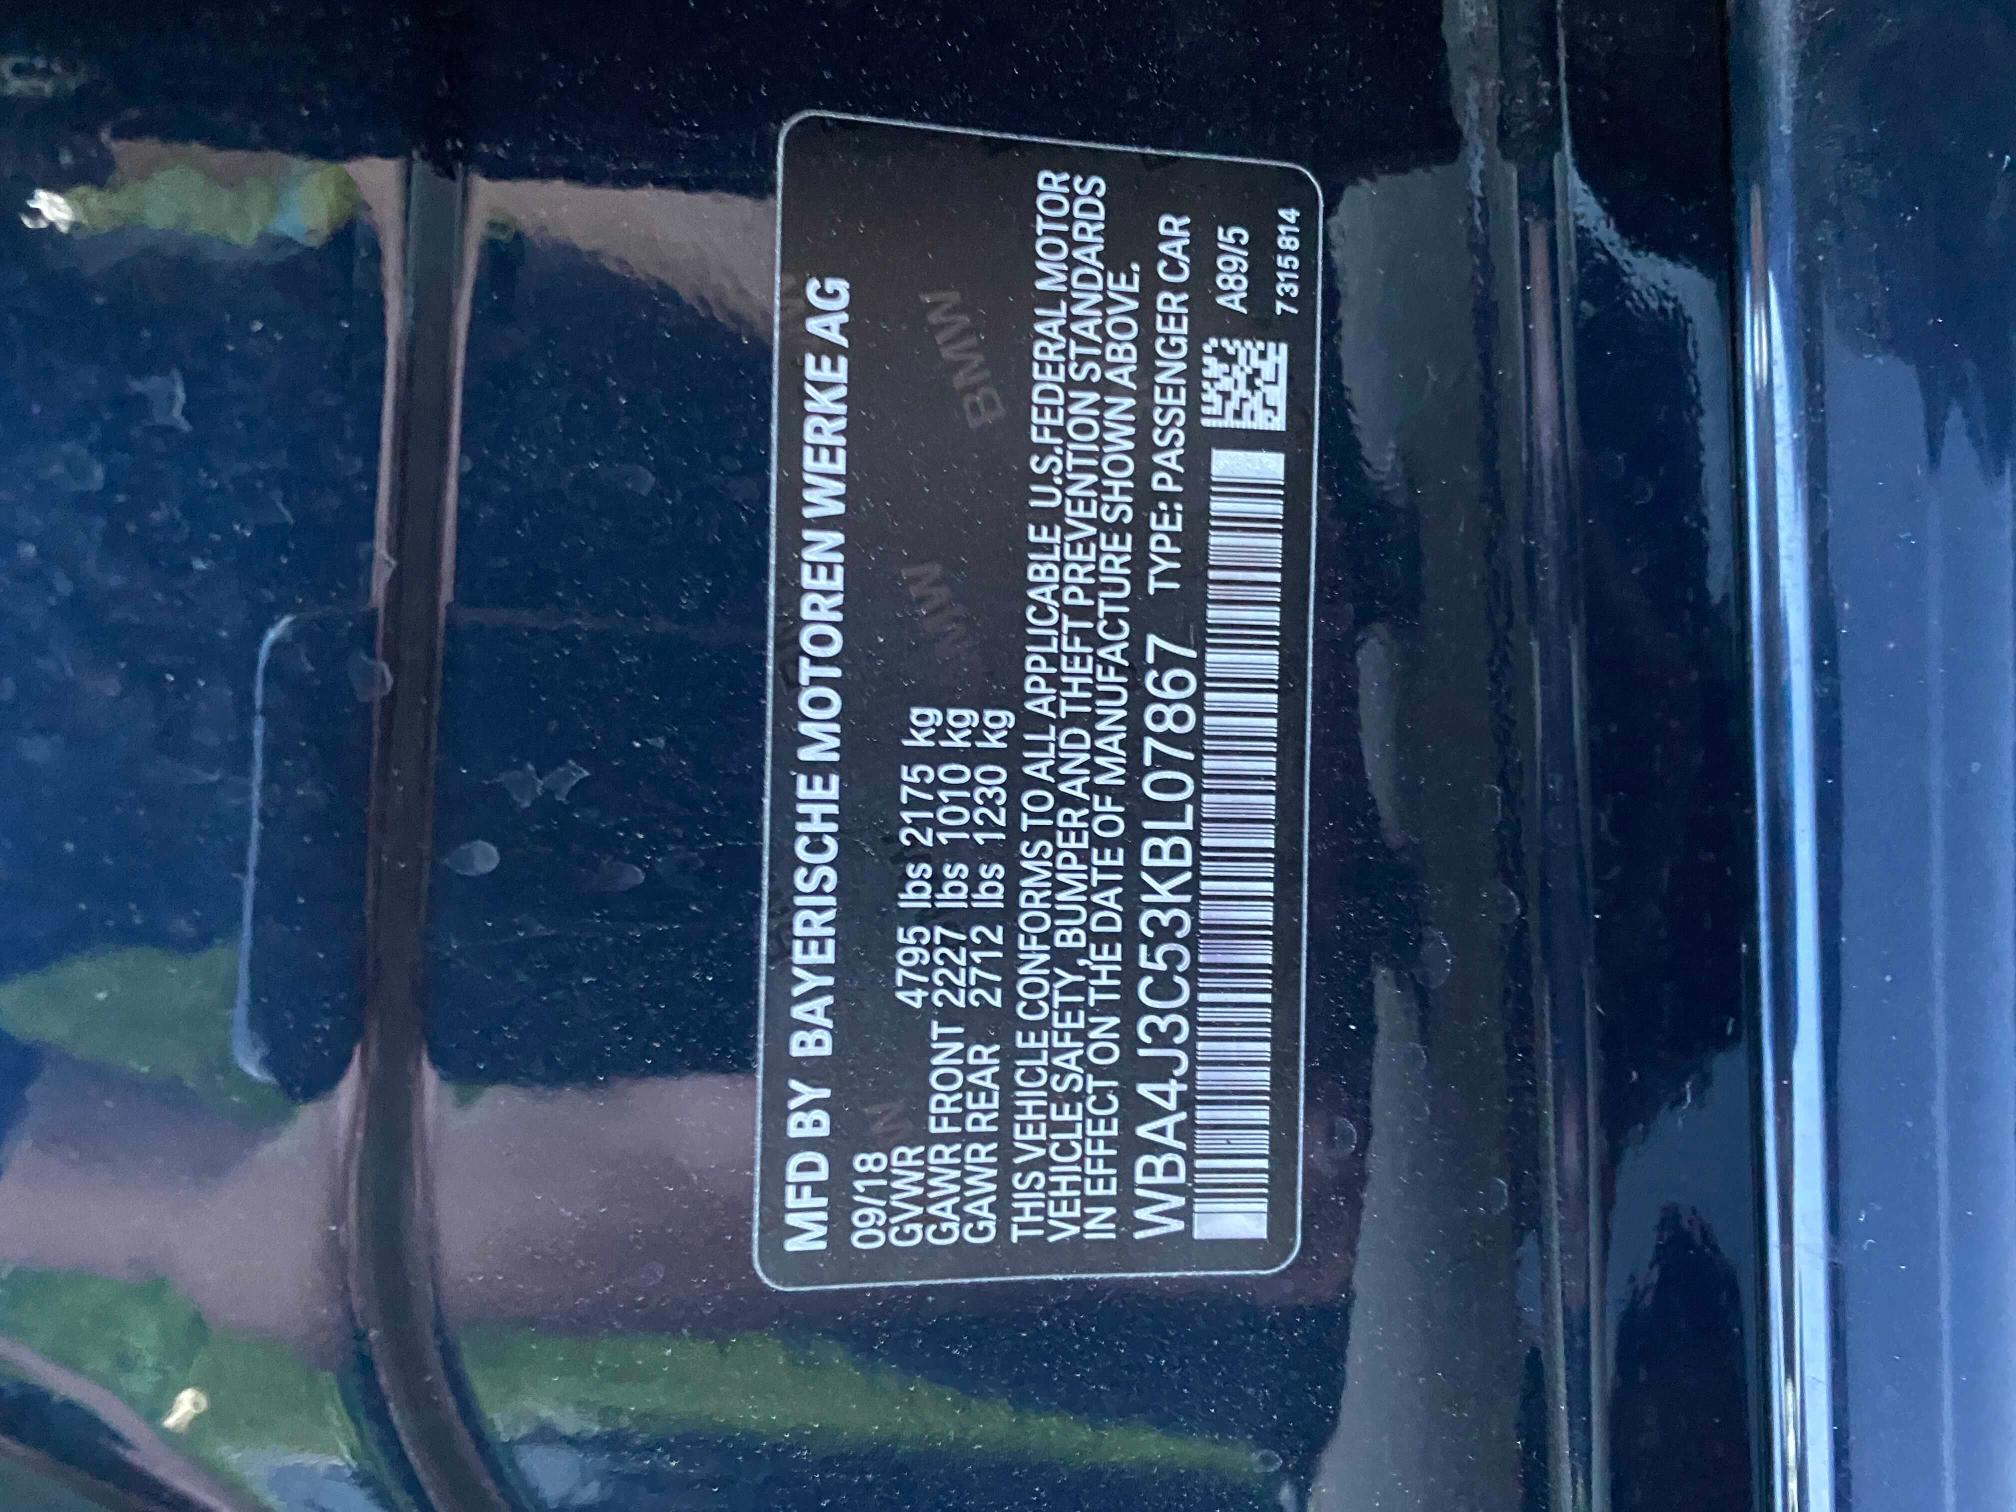 MFD BY BAYERISCHE MOTOREN WERKE AG
09/18
GVWR 4795 lbs 2175 kg
GAWR FRONT 2227 lbs 1010 kg
GAWR REAR 2712 lbs 1230 kg
THIS VEHICLE CONFORMS TO ALL APPLICABLE U.S.FEDERAL MOTOR
VEHICLE SAFETY, BUMPER AND THEFT PREVENTION STANDARDS
IN EFFECT ON THE DATE OF MANUFACTURE SHOWN ABOVE.
WBA4J3C53KBL07867 TYPE: PASSENGER CAR
A89/5
7315814
BMW